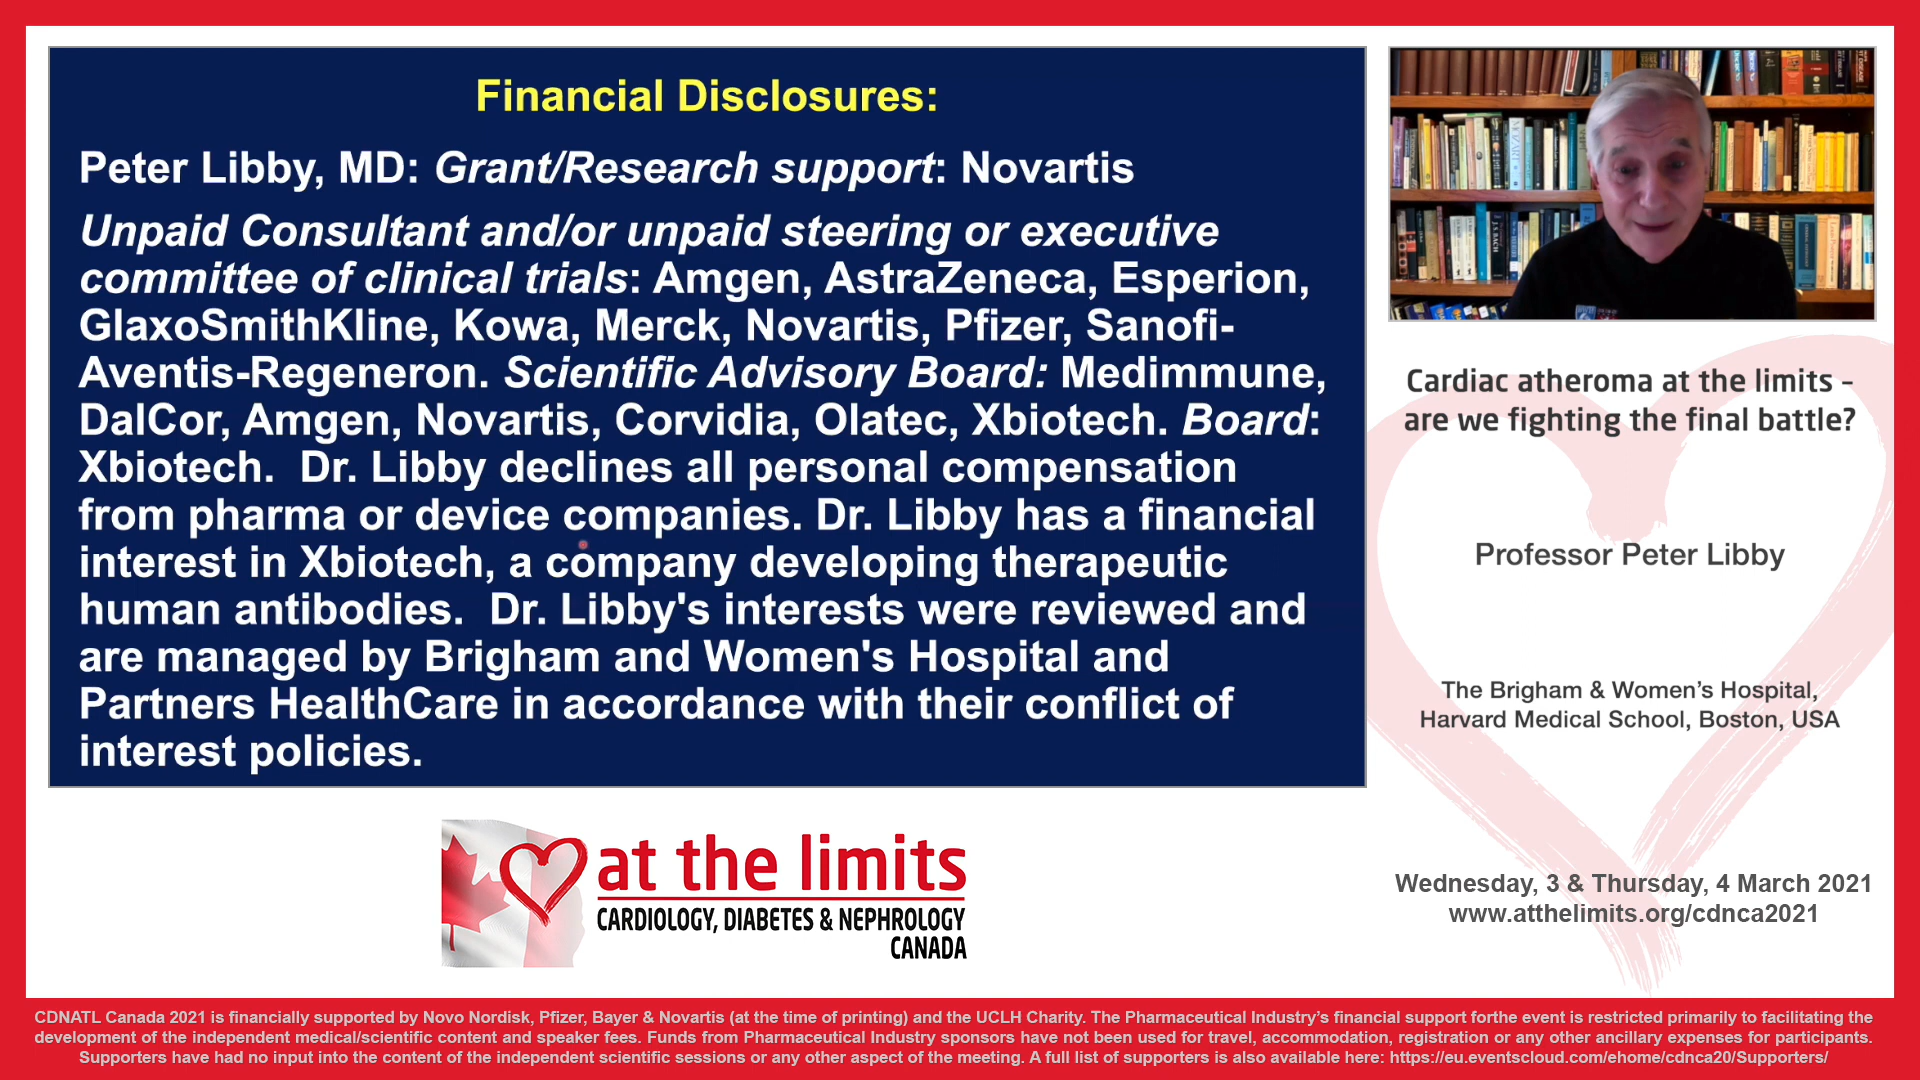 Financial Disclosures:
Peter Libby, MD: Grant/Research support: Novartis
Unpaid Consultant and/or unpaid steering or executive
committee of clinical trials: Amgen, AstraZeneca, Esperion,
GlaxoSmithKline, Kowa, Merck, Novartis, Pfizer, Sanofi-
Aventis-Regeneron. Scientific Advisory Board: Medimmune,
DalCor, Amgen, Novartis, Corvidia, Olatec, Xbiotech. Board:
Xbiotech.  Dr. Libby declines all personal compensation
from pharma or device companies. Dr. Libby has a financial
interest in Xbiotech, a company developing therapeutic
human antibodies.  Dr. Libby's interests were reviewed and
are managed by Brigham and Women's Hospital and
Partners HealthCare in accordance with their conflict of
interest policies.
Cardiac atheroma at the limits -
are we fighting the final battle?
Professor Peter Libby
The Brigham & Women's Hospital,
Harvard Medical School, Boston, USA
Wednesday, 3 & Thursday, 4 March 2021
www.atthelimits.org/cdnca2021
at the limits
CARDIOLOGY, DIABETES & NEPHROLOGY
CANADA
CDNATL Canada 2021 is financially supported by Novo Nordisk, Pfizer, Bayer & Novartis (at the time of printing) and the UCLH Charity. The Pharmaceutical Industry's financial support forthe event is restricted primarily to facilitating the
development of the independent medical/scientific content and speaker fees. Funds from Pharmaceutical Industry sponsors have not been used for travel, accommodation, registration or any other ancillary expenses for participants.
Supporters have had no input into the content of the independent scientific sessions or any other aspect of the meeting. A full list of supporters is also available here: https://eu.eventscloud.com/ehome/cdnca20/Supporters/